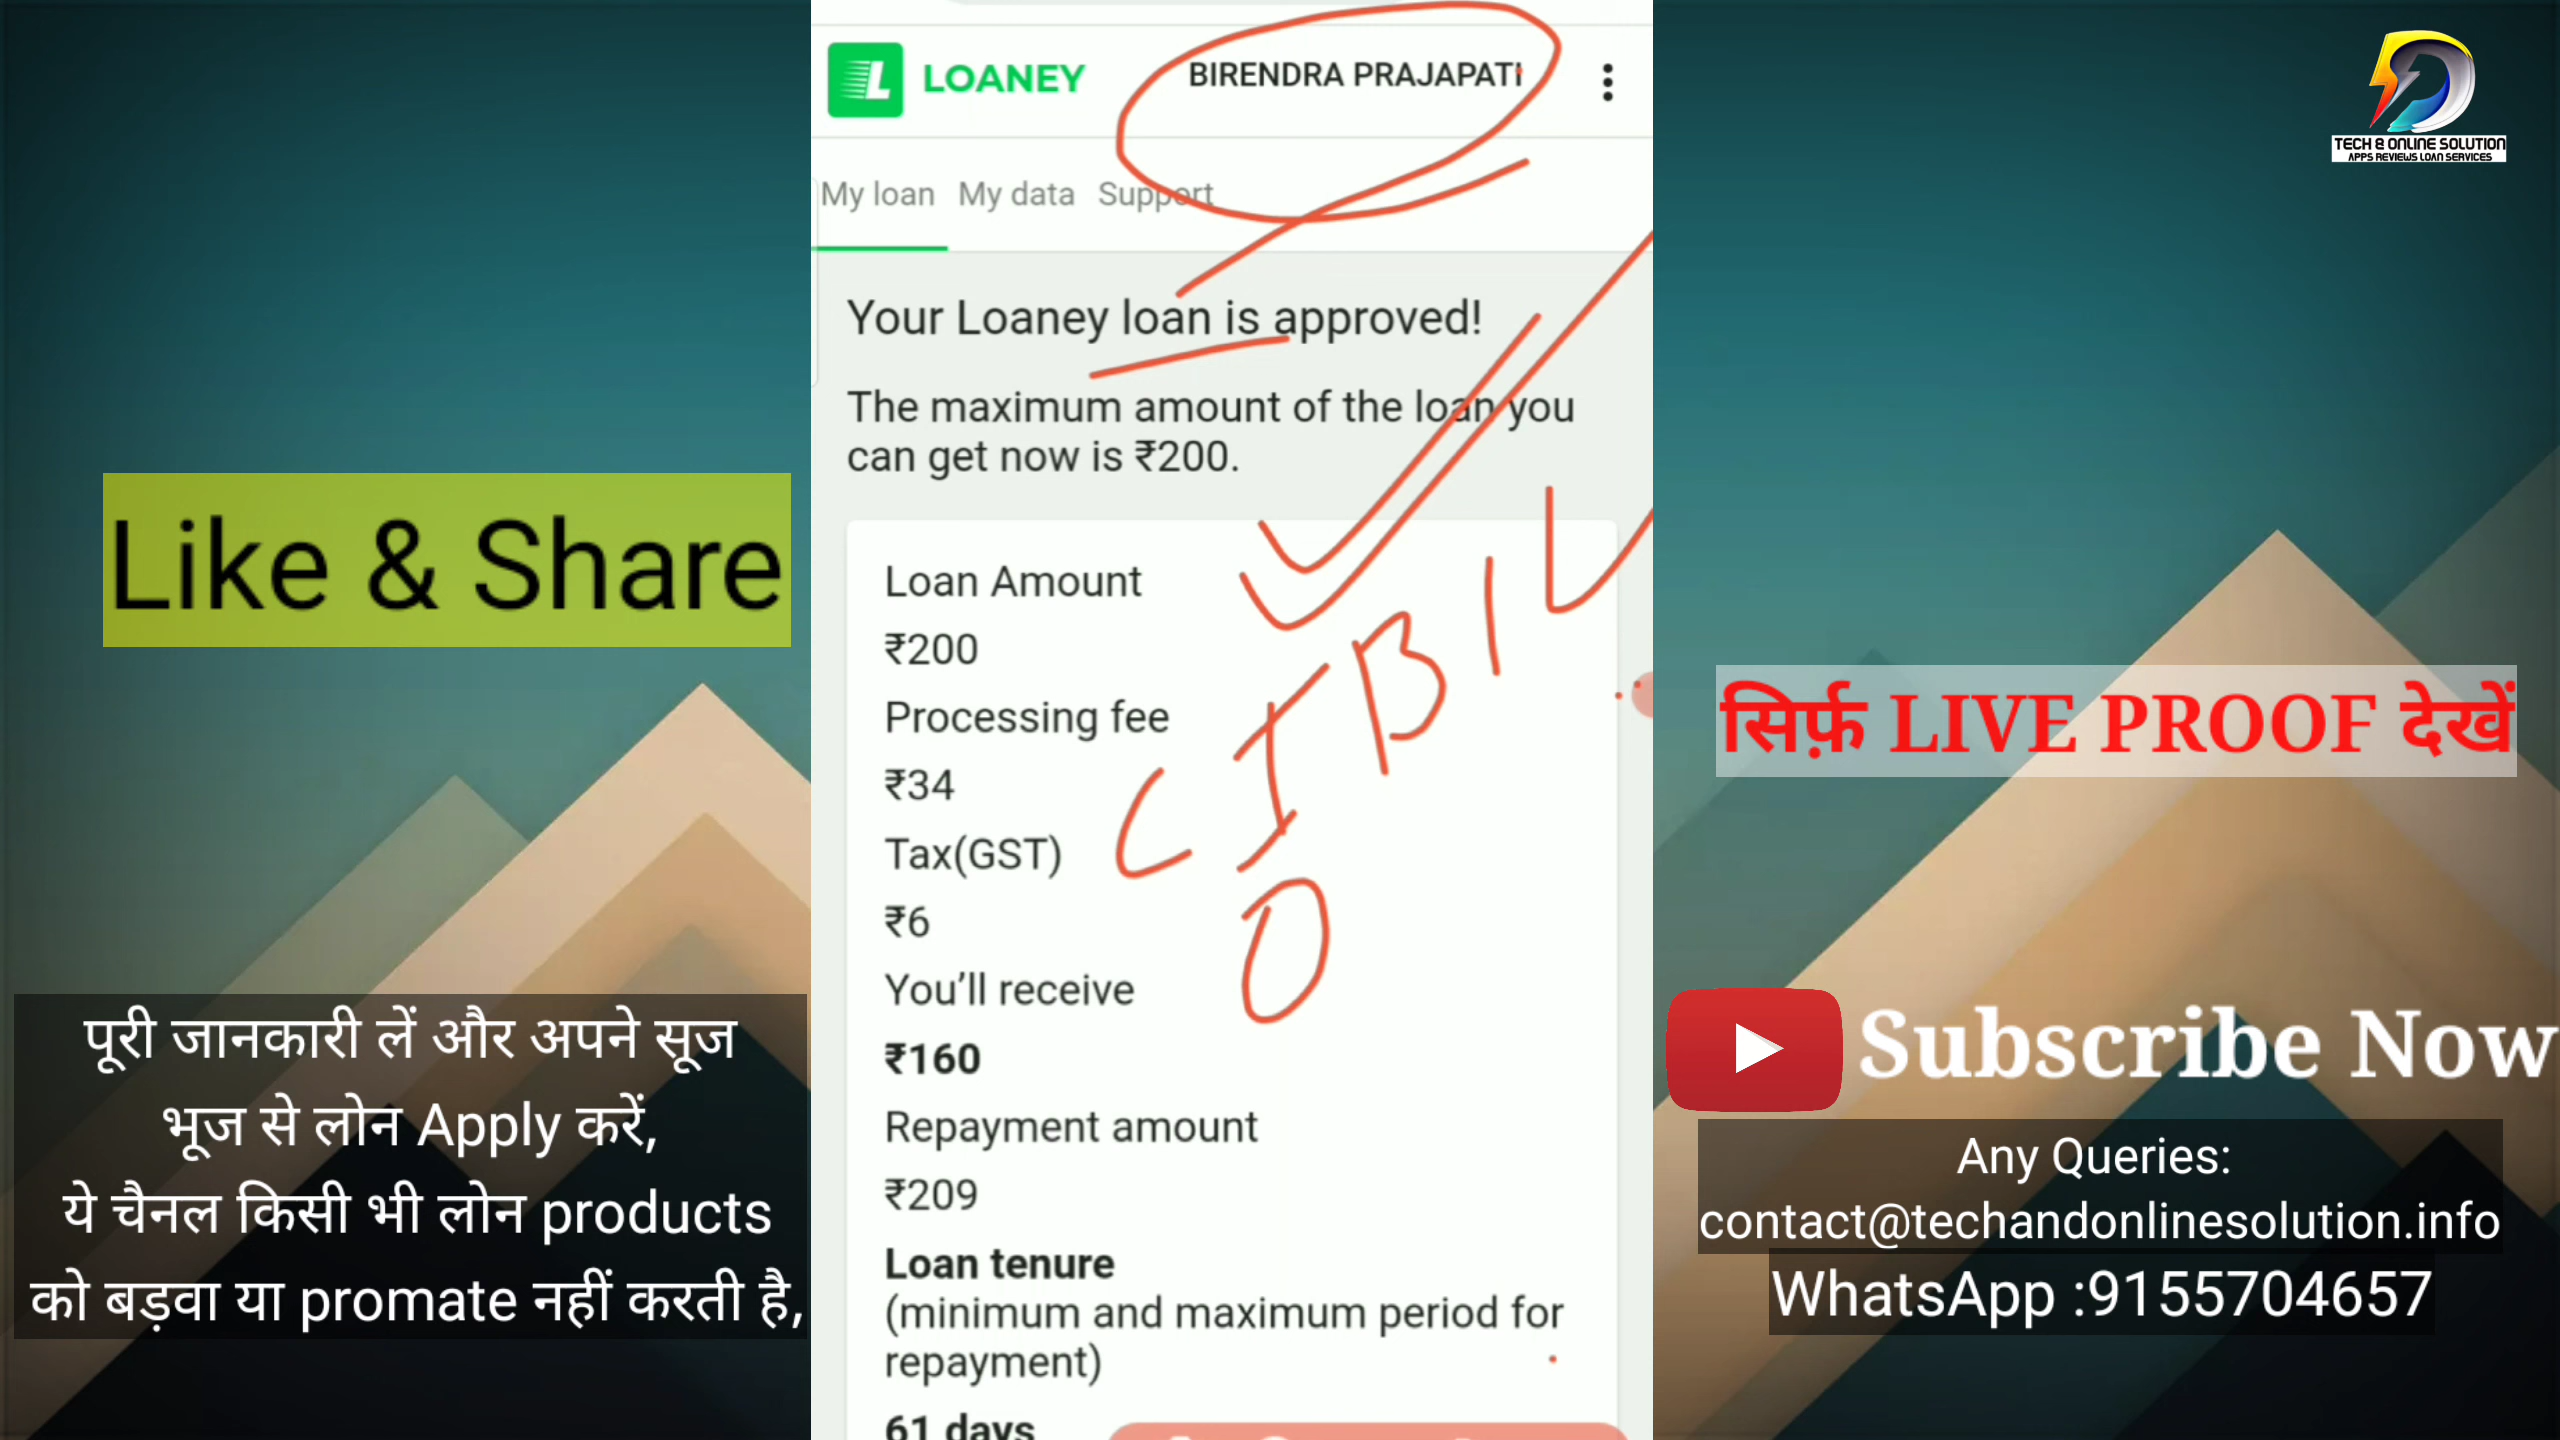 TECH & ONLINE SOLUTION
APPS REVIEWS LOAN SERVICES
LOANEY
BIRENDRA PRAJAPATI
My loan My data Support
Your Loaney loan is approved!
The maximum amount of the loan you
can get now is ₹200.
Loan Amount
₹200
Processing fee
₹34
Tax(GST)
₹6
You’ll receive
₹160
Repayment amount
₹209
Loan tenure
(minimum and maximum period for
repayment)
61 days
CIBIL
0
Like & Share
पूरी जानकारी लें और अपने सूज
भूज से लोन Apply करें,
ये चैनल किसी भी लोन products
को बड़वा या promate नहीं करती है,
सिर्फ़ LIVE PROOF देखें
Subscribe Now
Any Queries:
contact@techandonlinesolution.info
WhatsApp :9155704657